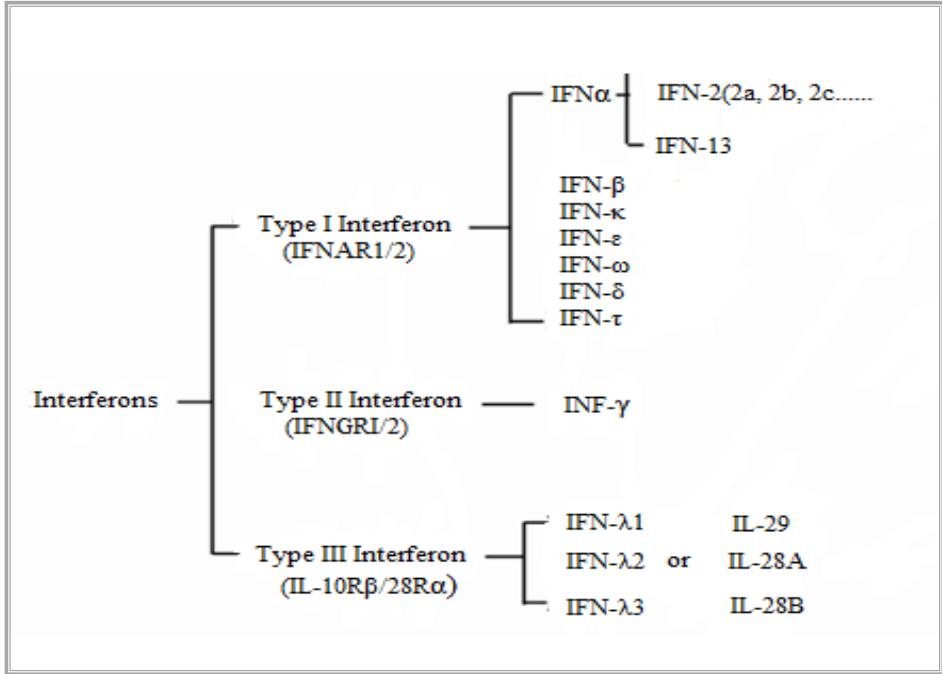 IFNα
IFN-2(2a, 2b, 2c......
IFN-13
IFN-β
IFN-κ
IFN-ε
IFN-ω
IFN-δ
IFN-τ
Type I Interferon
(IFNAR1/2)
Interferons
Type II Interferon
(IFNGRI/2)
INF-γ
Type III Interferon
(IL-10Rβ/28Rα)
IFN-λ1 IL-29
IFN-λ2 or IL-28A
IFN-λ3 IL-28B